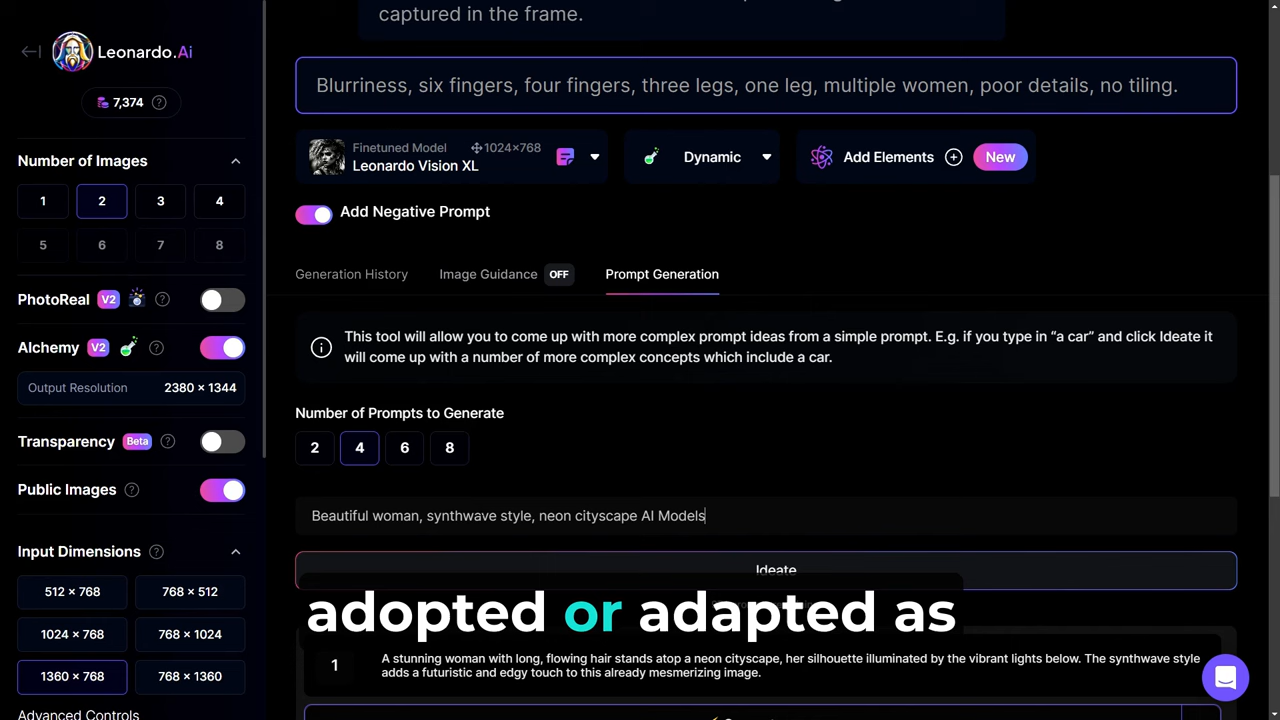 captured in the frame.
Leonardo.Ai
7,374 ?
Blurriness, six fingers, four fingers, three legs, one leg, multiple women, poor details, no tiling.
Number of Images
1 2 3 4
5 6 7 8
Finetuned Model 1024×768
Leonardo Vision XL
Dynamic
Add Elements New
Add Negative Prompt
Generation History Image Guidance OFF Prompt Generation
PhotoReal V2 ?
Alchemy V2 ?
Output Resolution 2380 × 1344
Transparency Beta ?
Public Images ?
Input Dimensions ?
512 × 768 768 × 512
1024 × 768 768 × 1024
1360 × 768 768 × 1360
Advanced Controls
This tool will allow you to come up with more complex prompt ideas from a simple prompt. E.g. if you type in “a car” and click Ideate it
will come up with a number of more complex concepts which include a car.
Number of Prompts to Generate
2 4 6 8
Beautiful woman, synthwave style, neon cityscape AI Models
Ideate
adopted or adapted as
1 A stunning woman with long, flowing hair stands atop a neon cityscape, her silhouette illuminated by the vibrant lights below. The synthwave style
adds a futuristic and edgy touch to this already mesmerizing image.